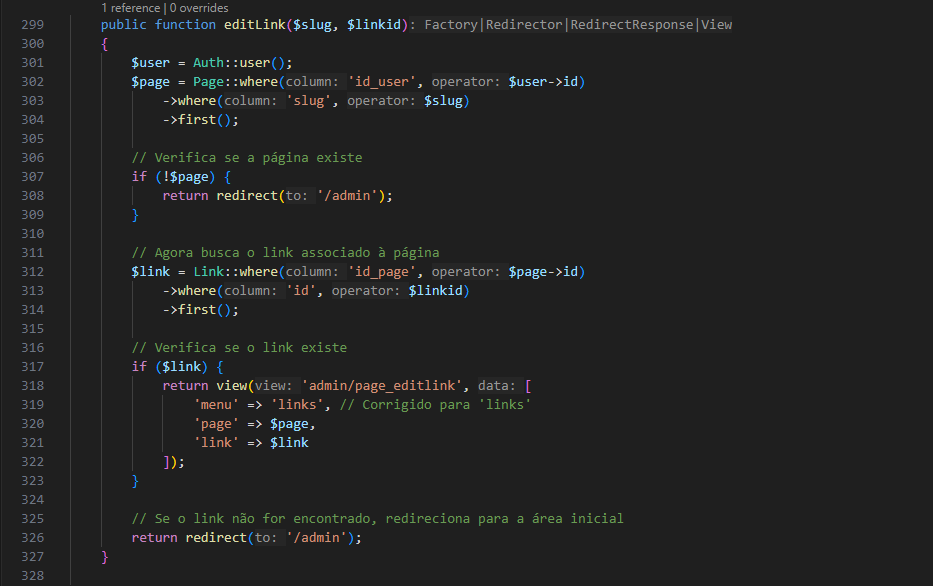 1 reference | 0 overrides
299 public function editLink($slug, $linkid): Factory|Redirector|RedirectResponse|View
300 {
301 $user = Auth::user();
302 $page = Page::where(column: 'id_user', operator: $user->id)
303 ->where(column: 'slug', operator: $slug)
304 ->first();
305
306 // Verifica se a página existe
307 if (!$page) {
308 return redirect(to: '/admin');
309 }
310
311 // Agora busca o link associado à página
312 $link = Link::where(column: 'id_page', operator: $page->id)
313 ->where(column: 'id', operator: $linkid)
314 ->first();
315
316 // Verifica se o link existe
317 if ($link) {
318 return view(view: 'admin/page_editlink', data: [
319 'menu' => 'links', // Corrigido para 'links'
320 'page' => $page,
321 'link' => $link
322 ]);
323 }
324
325 // Se o link não for encontrado, redireciona para a área inicial
326 return redirect(to: '/admin');
327 }
328